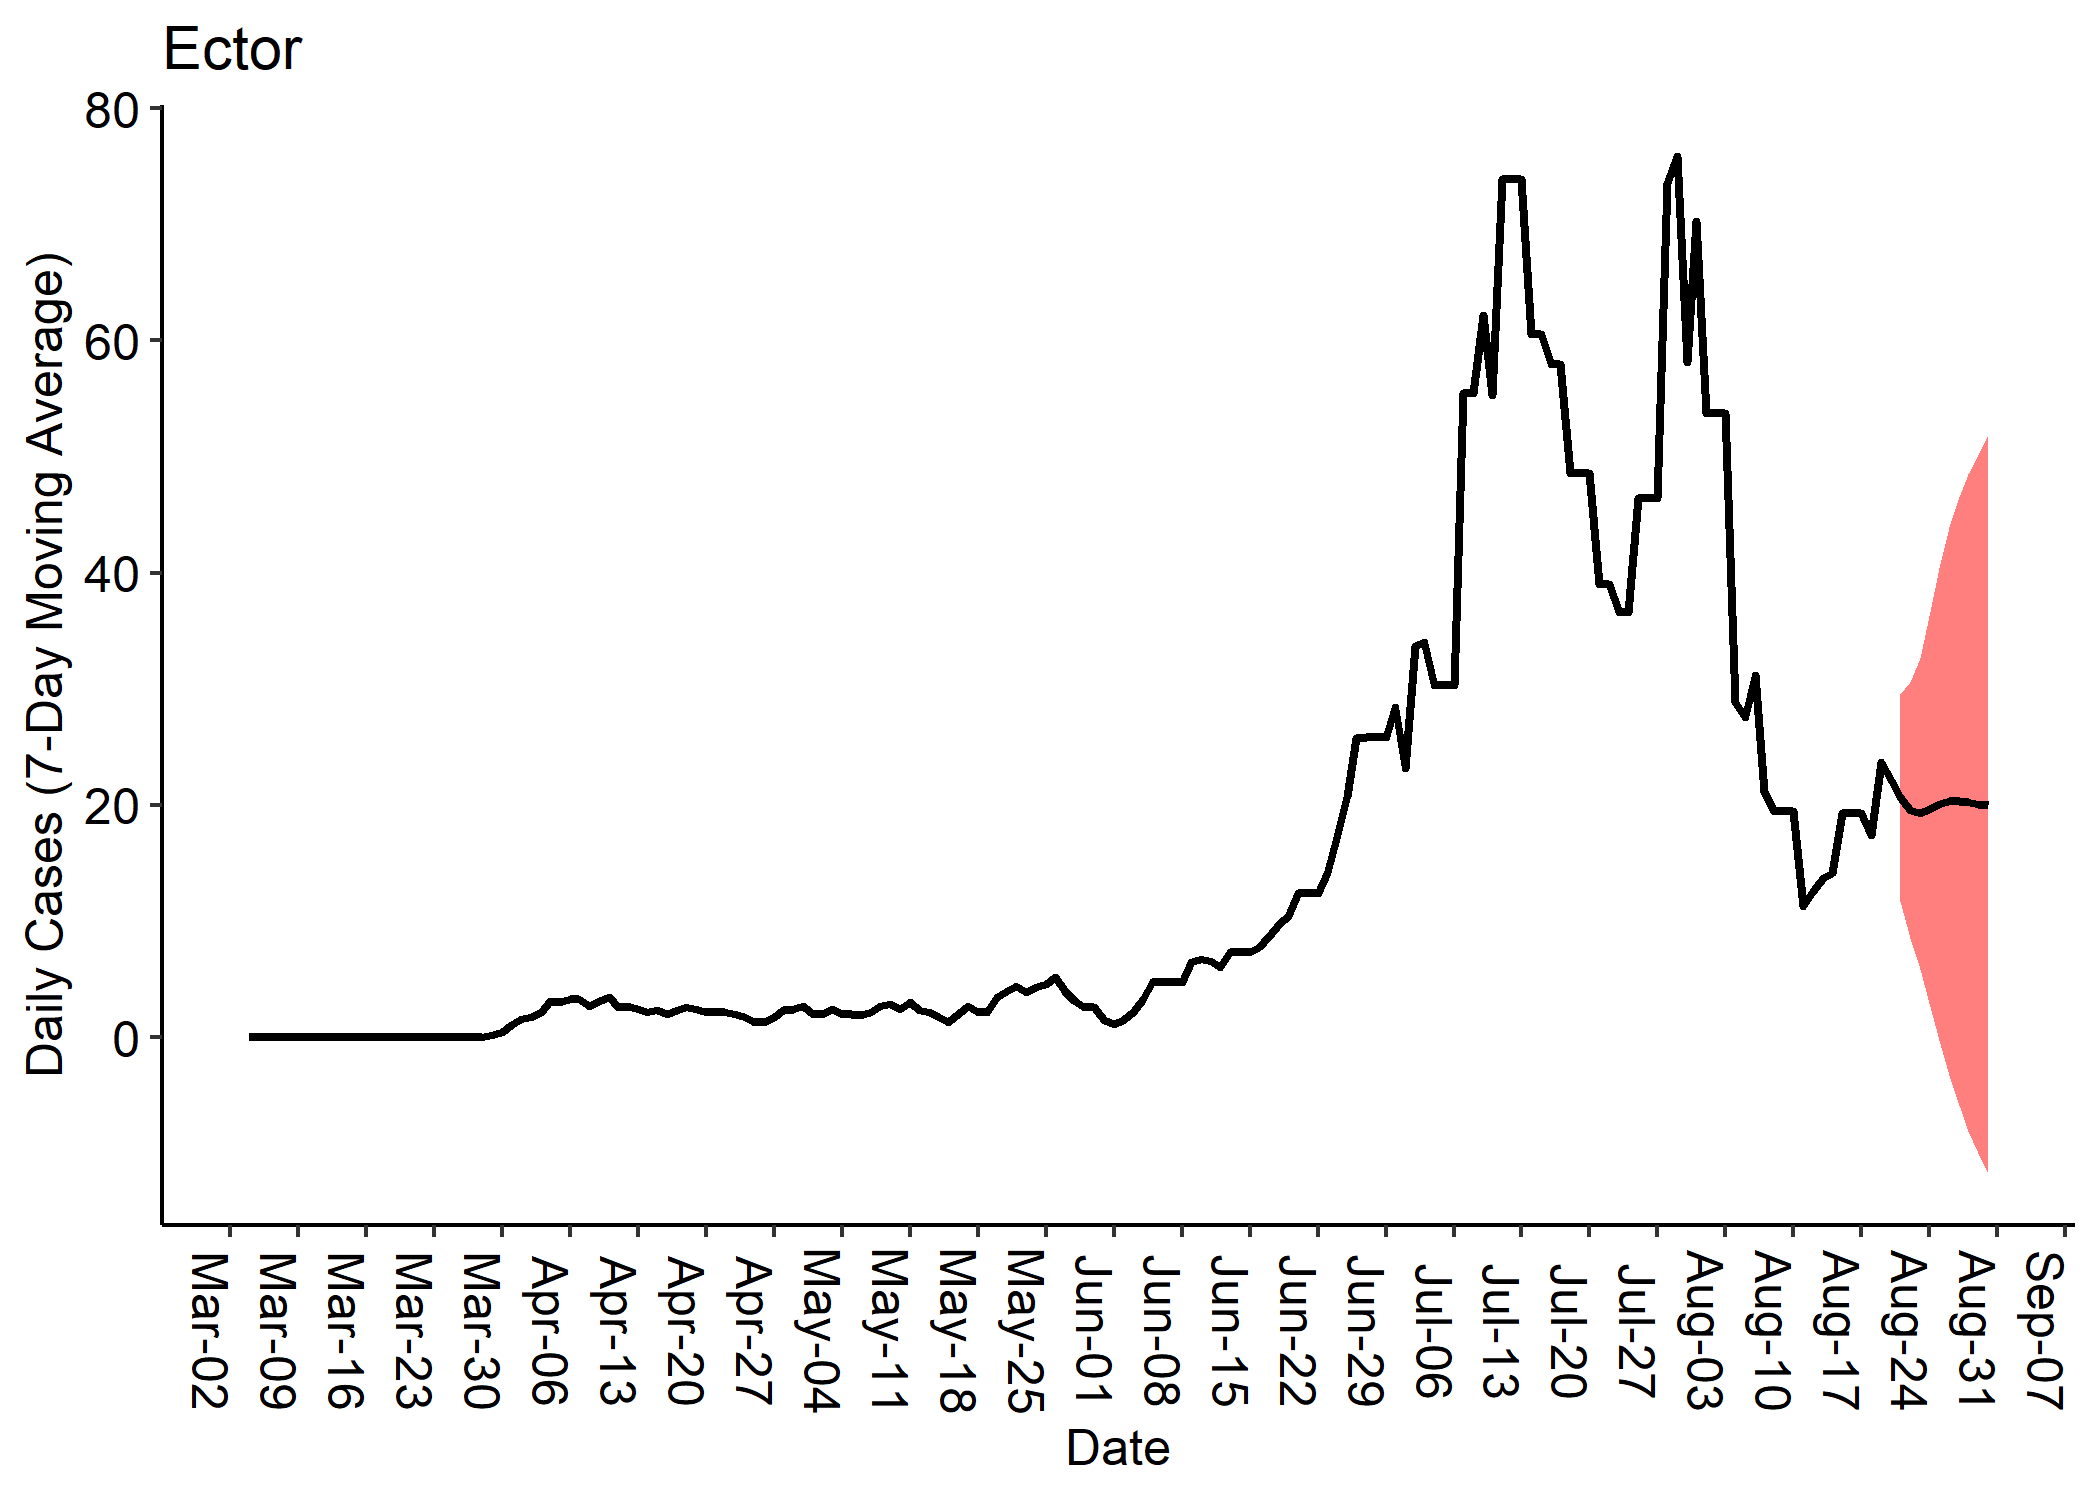 Ector
Daily Cases (7-Day Moving Average)
80
60
40
20
0
Mar-02
Mar-09
Mar-16
Mar-23
Mar-30
Apr-06
Apr-13
Apr-20
Apr-27
May-04
May-11
May-18
May-25
Jun-01
Jun-08
Jun-15
Jun-22
Jun-29
Jul-06
Jul-13
Jul-20
Jul-27
Aug-03
Aug-10
Aug-17
Aug-24
Aug-31
Sep-07
Date